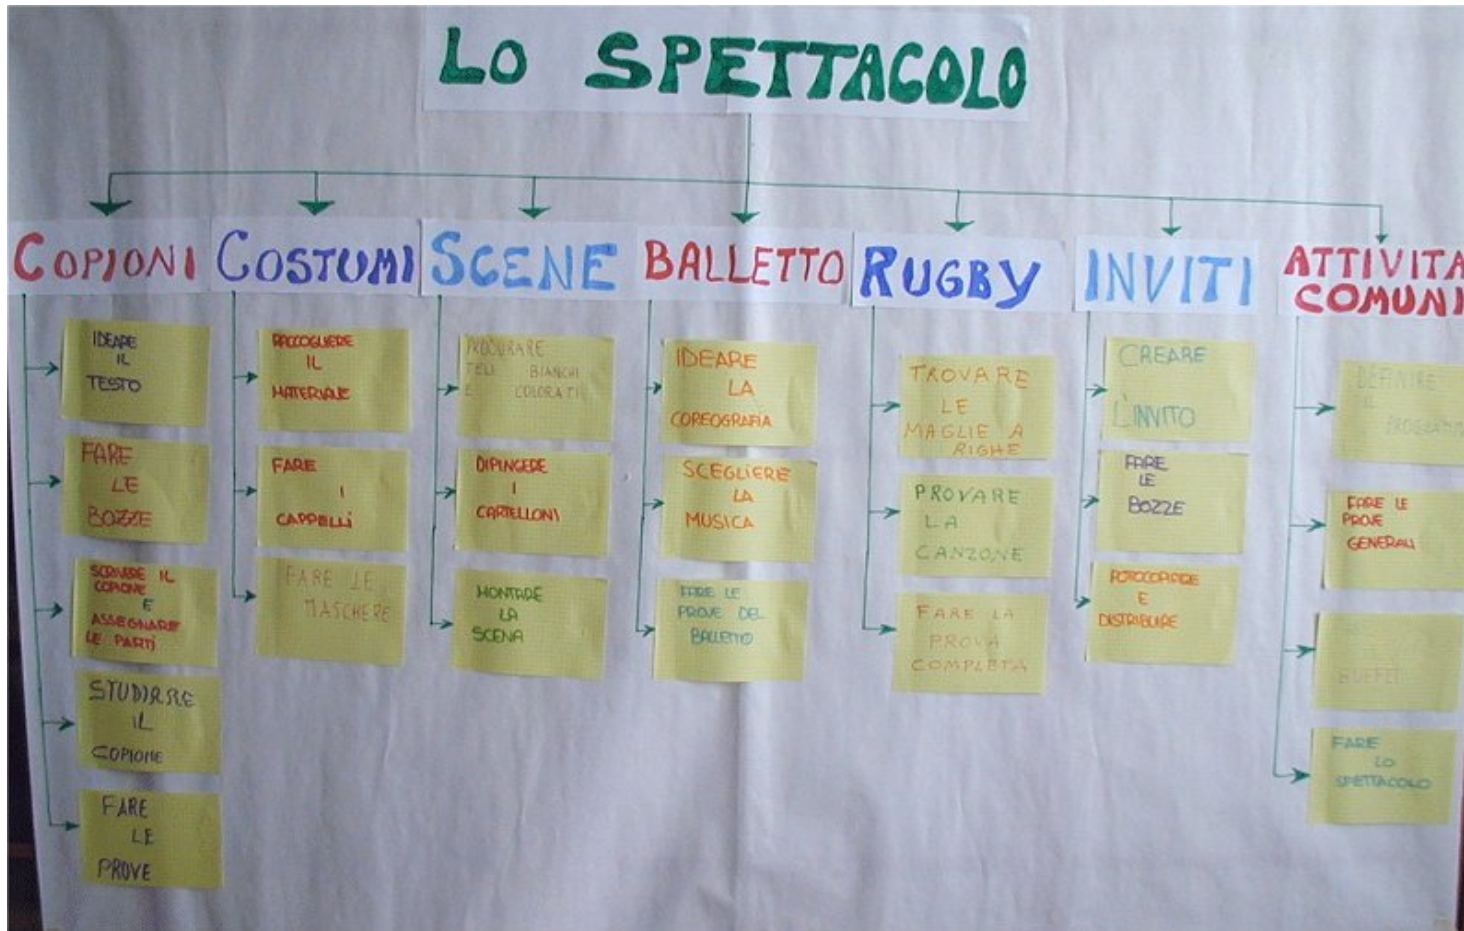 LO SPETTACOLO
COPIONI
IDEARE
IL
TESTO
FARE
LE
BOZZE
SCRIVERE IL
COPIONE
E
ASSEGNARE
LE PARTI
STUDIARE
IL
COPIONE
FARE
LE
PROVE
COSTUMI
RACCOGLIERE
IL
MATERIALE
FARE
I
CAPPELLI
FARE LE
MASCHERE
SCENE
PROCURARE
TELI BIANCHI
E COLORATI
DIPINGERE
I
CARTELLONI
MONTARE
LA
SCENA
BALLETTO
IDEARE
LA
COREOGRAFIA
SCEGLIERE
LA
MUSICA
FARE LE
PROVE DEL
BALLETTO
RUGBY
TROVARE
LE
MAGLIE A
RIGHE
PROVARE
LA
CANZONE
FARE LA
PROVA
COMPLETA
INVITI
CREARE
L'INVITO
FARE
LE
BOZZE
FOTOCOPIARE
E
DISTRIBUIRE
ATTIVITA
COMUNI
DEFINIRE
IL
FARE LE
PROVE
GENERALI
BUFFET
FARE
LO
SPETTACOLO